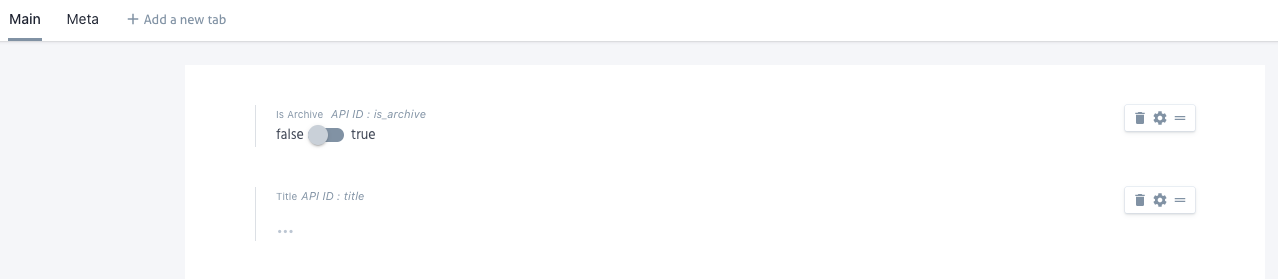 Main Meta + Add a new tab
Is Archive API ID : is_archive
false true
Title API ID : title
...